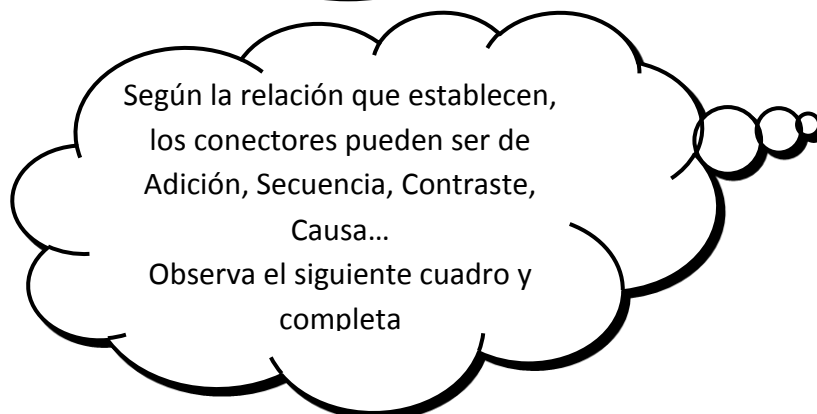 Según la relación que establecen,
los conectores pueden ser de
Adición, Secuencia, Contraste,
Causa…
Observa el siguiente cuadro y
completa